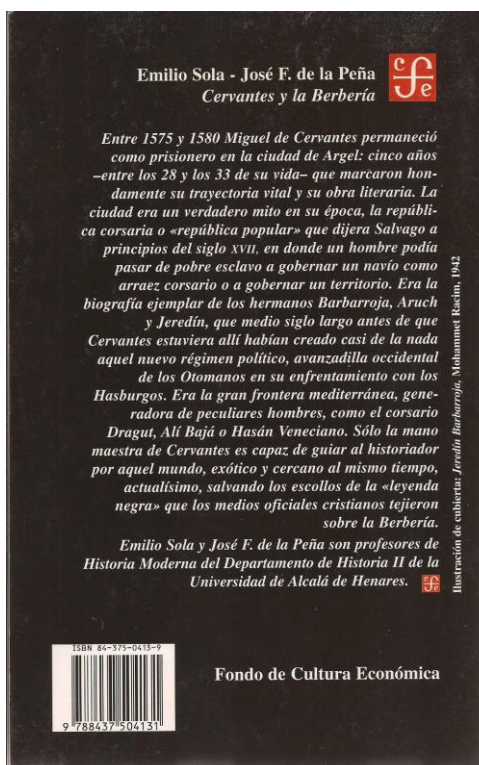 Emilio Sola - José F. de la Peña
Cervantes y la Berbería
c
f e
Entre 1575 y 1580 Miguel de Cervantes permaneció
como prisionero en la ciudad de Argel: cinco años
–entre los 28 y los 33 de su vida– que marcaron hon-
damente su trayectoria vital y su obra literaria. La
ciudad era un verdadero mito en su época, la repúbli-
ca corsaria o «república popular» que dijera Salvago a
principios del siglo XVII, en donde un hombre podía
pasar de pobre esclavo a gobernar un navío como
arraez corsario o a gobernar un territorio. Era la
biografía ejemplar de los hermanos Barbarroja, Aruch
y Jeredín, que medio siglo largo antes de que
Cervantes estuviera allí habían creado casi de la nada
aquel nuevo régimen político, avanzadilla occidental
de los Otomanos en su enfrentamiento con los
Hasburgos. Era la gran frontera mediterránea, gene-
radora de peculiares hombres, como el corsario
Dragut, Alí Bajá o Hasán Veneciano. Sólo la mano
maestra de Cervantes es capaz de guiar al historiador
por aquel mundo, exótico y cercano al mismo tiempo,
actualísimo, salvando los escollos de la «leyenda
negra» que los medios oficiales cristianos tejieron
sobre la Berbería.
Emilio Sola y José F. de la Peña son profesores de
Historia Moderna del Departamento de Historia II de la
Universidad de Alcalá de Henares.
Ilustración de cubierta: Jeredín Barbarroja, Mohammet Racim, 1942
ISBN 84-375-0413-9
9 788437 504131
Fondo de Cultura Económica